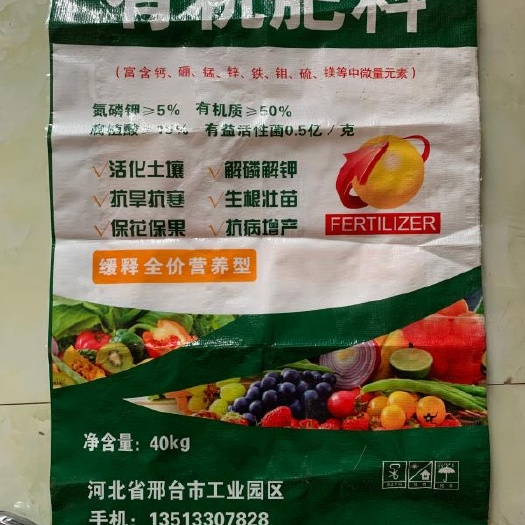 有机肥料
(富含钙、硼、锰、锌、铁、钼、硫、镁等中微量元素)
氮磷钾≥5% 有机质≥50%
腐植酸 15% 有益活性菌0.5亿/克
√活化土壤 √解磷解钾
√抗旱抗寒 √生根壮苗
√保花保果 √抗病增产
FERTILIZER
缓释全价营养型
净含量：40kg
河北省邢台市工业园区
手机：13513307828